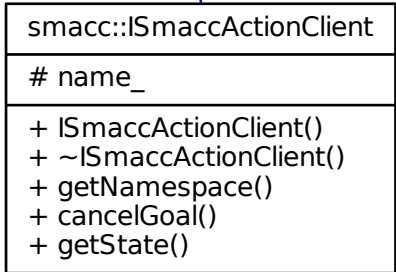 smacc::ISmaccActionClient
# name_
+ ISmaccActionClient()
+ ~ISmaccActionClient()
+ getNamespace()
+ cancelGoal()
+ getState()